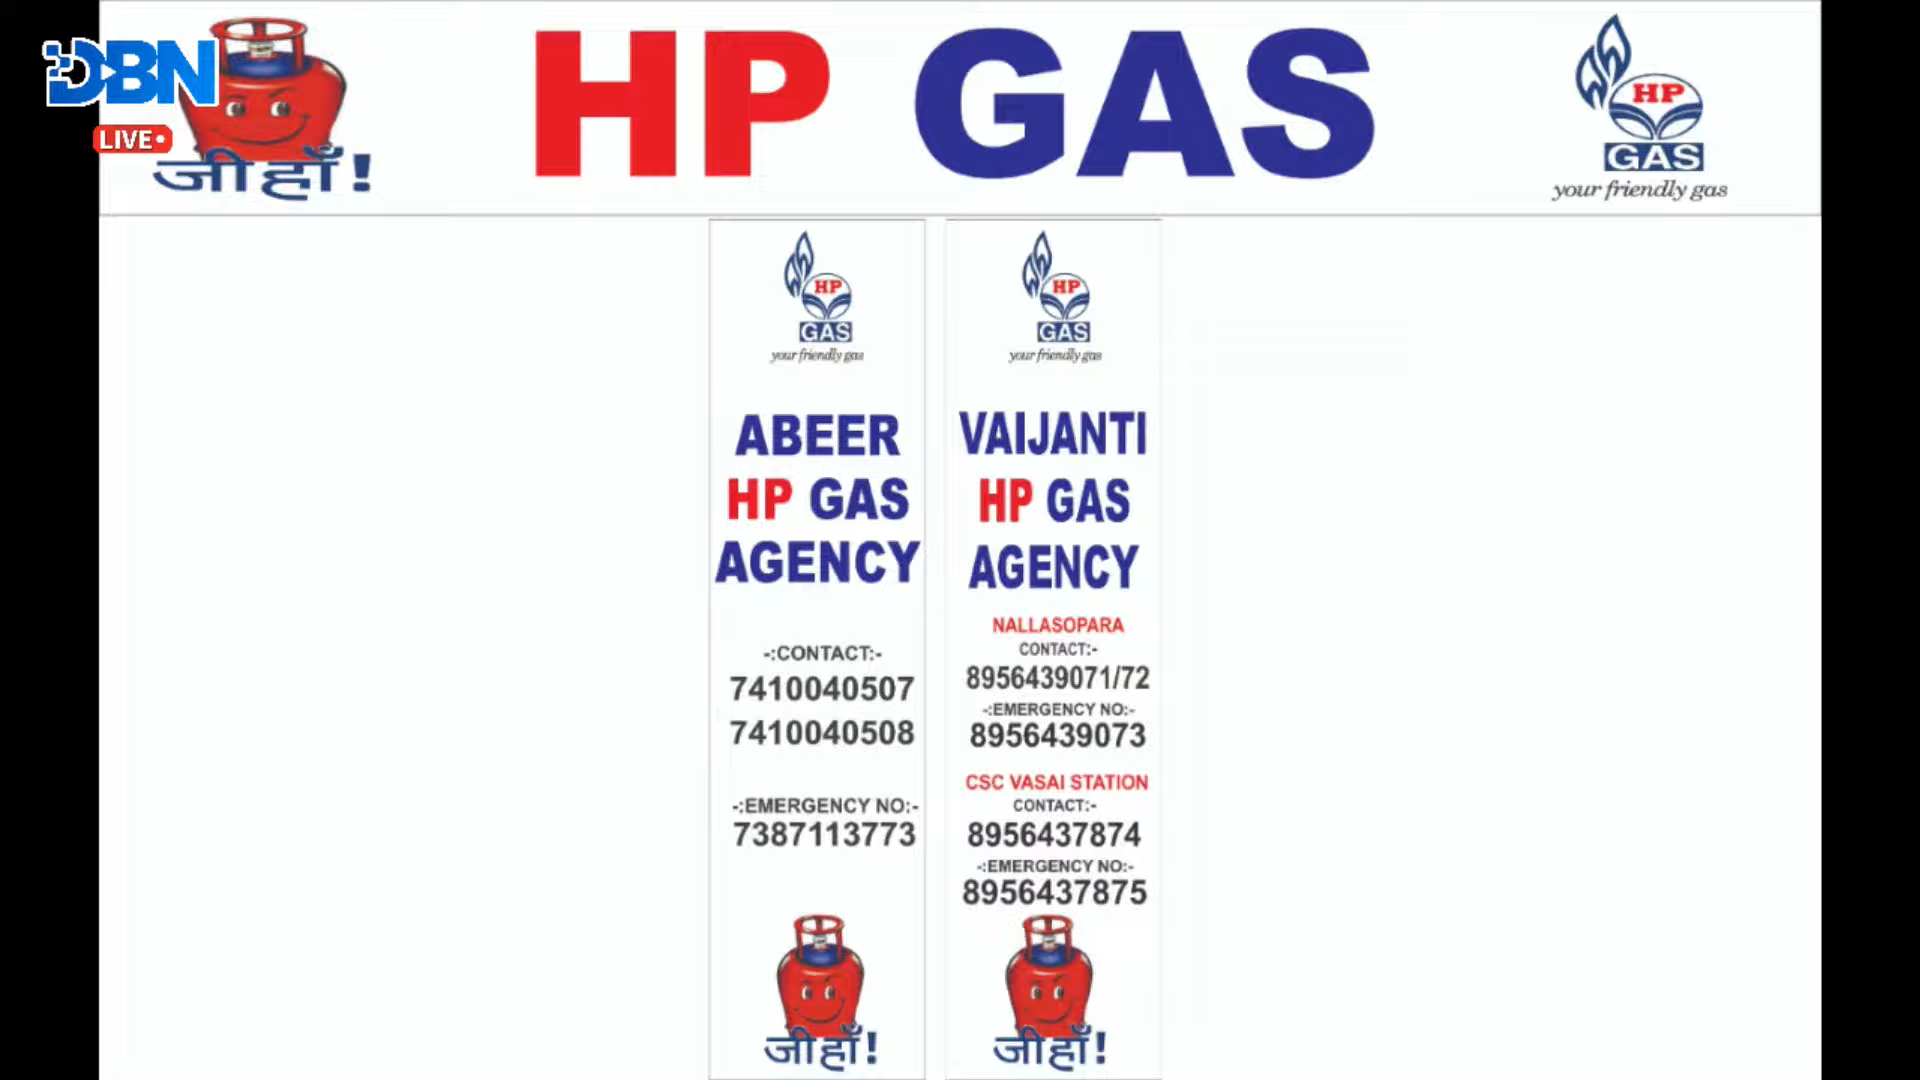 DBN
LIVE
जी हाँ!
HP GAS
HP
GAS
your friendly gas
HP
GAS
your friendly gas
ABEER
HP GAS
AGENCY
-:CONTACT:-
7410040507
7410040508
-:EMERGENCY NO:-
7387113773
जी हाँ!
HP
GAS
your friendly gas
VAIJANTI
HP GAS
AGENCY
NALLASOPARA
CONTACT:-
8956439071/72
-:EMERGENCY NO:-
8956439073
CSC VASAI STATION
CONTACT:-
8956437874
-:EMERGENCY NO:-
8956437875
जी हाँ!